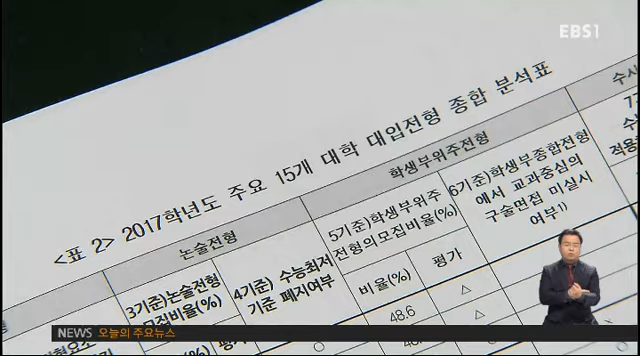 EBS1
<표 2> 2017학년도 주요 15개 대학 대입전형 종합 분석표
논술전형
학생부위주전형
수시
3기준)논술전형
모집비율(%)
4기준) 수능최저
기준 폐지여부
5기준)학생부위주
전형의모집비율(%)
6기준)학생부종합전형
에서 교과중심의
구술면접 미실시
여부1)
비율(%)
평가
48.6
△
△
NEWS 오늘의 주요뉴스